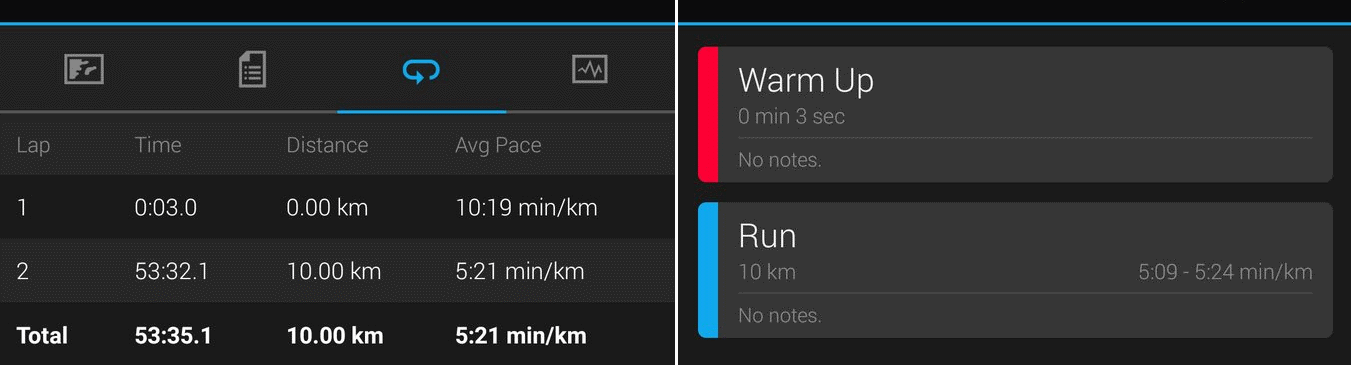 Lap Time Distance Avg Pace
1 0:03.0 0.00 km 10:19 min/km
2 53:32.1 10.00 km 5:21 min/km
Total 53:35.1 10.00 km 5:21 min/km
Warm Up
0 min 3 sec
No notes.
Run
10 km 5:09 - 5:24 min/km
No notes.